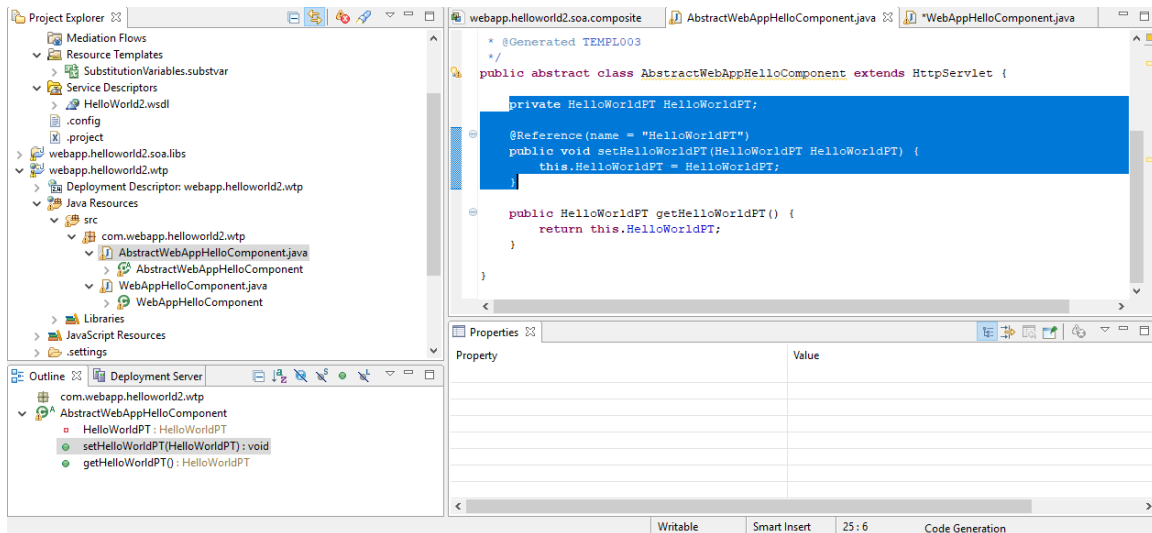 Project Explorer
Mediation Flows
Resource Templates
SubstitutionVariables.substvar
Service Descriptors
HelloWorld2.wsdl
.config
.project
webapp.helloworld2.soa.libs
webapp.helloworld2.wtp
Deployment Descriptor: webapp.helloworld2.wtp
Java Resources
src
com.webapp.helloworld2.wtp
AbstractWebAppHelloComponent.java
AbstractWebAppHelloComponent
WebAppHelloComponent.java
WebAppHelloComponent
Libraries
JavaScript Resources
.settings
Outline Deployment Server
com.webapp.helloworld2.wtp
AbstractWebAppHelloComponent
HelloWorldPT : HelloWorldPT
setHelloWorldPT(HelloWorldPT) : void
getHelloWorldPT() : HelloWorldPT
webapp.helloworld2.soa.composite AbstractWebAppHelloComponent.java *WebAppHelloComponent.java
* @Generated TEMPL003
*/
public abstract class AbstractWebAppHelloComponent extends HttpServlet {
private HelloWorldPT HelloWorldPT;
@Reference(name = "HelloWorldPT")
public void setHelloWorldPT(HelloWorldPT HelloWorldPT) {
this.HelloWorldPT = HelloWorldPT;
}
public HelloWorldPT getHelloWorldPT() {
return this.HelloWorldPT;
}
}
Properties
Property Value
Writable Smart Insert 25 : 6 Code Generation